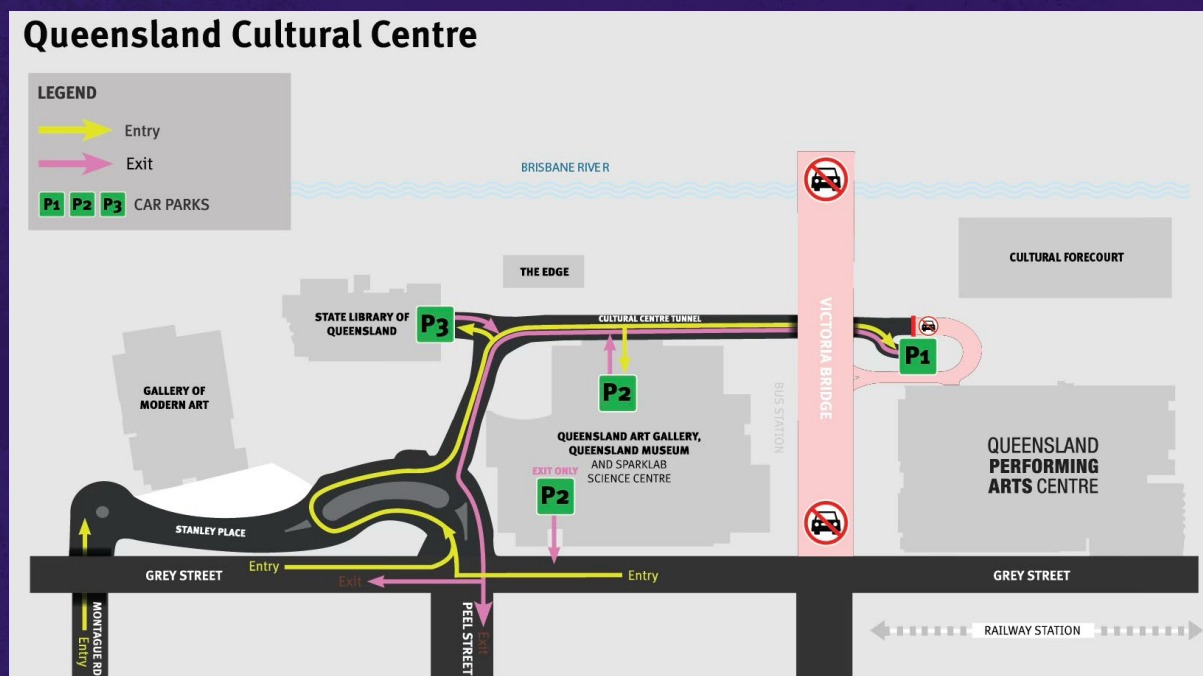 Queensland Cultural Centre
LEGEND
Entry
Exit
P1 P2 P3 CAR PARKS
BRISBANE RIVER
CULTURAL FORECOURT
THE EDGE
STATE LIBRARY OF
QUEENSLAND
P3
CULTURAL CENTRE TUNNEL
VICTORIA BRIDGE
P1
GALLERY OF
MODERN ART
P2
BUS STATION
QUEENSLAND ART GALLERY,
QUEENSLAND MUSEUM
AND SPARKLAB
SCIENCE CENTRE
EXIT ONLY
P2
QUEENSLAND
PERFORMING
ARTS CENTRE
STANLEY PLACE
GREY STREET
Entry
Exit
Entry
GREY STREET
MONTAGUE RD
Entry
PEEL STREET
Exit
RAILWAY STATION